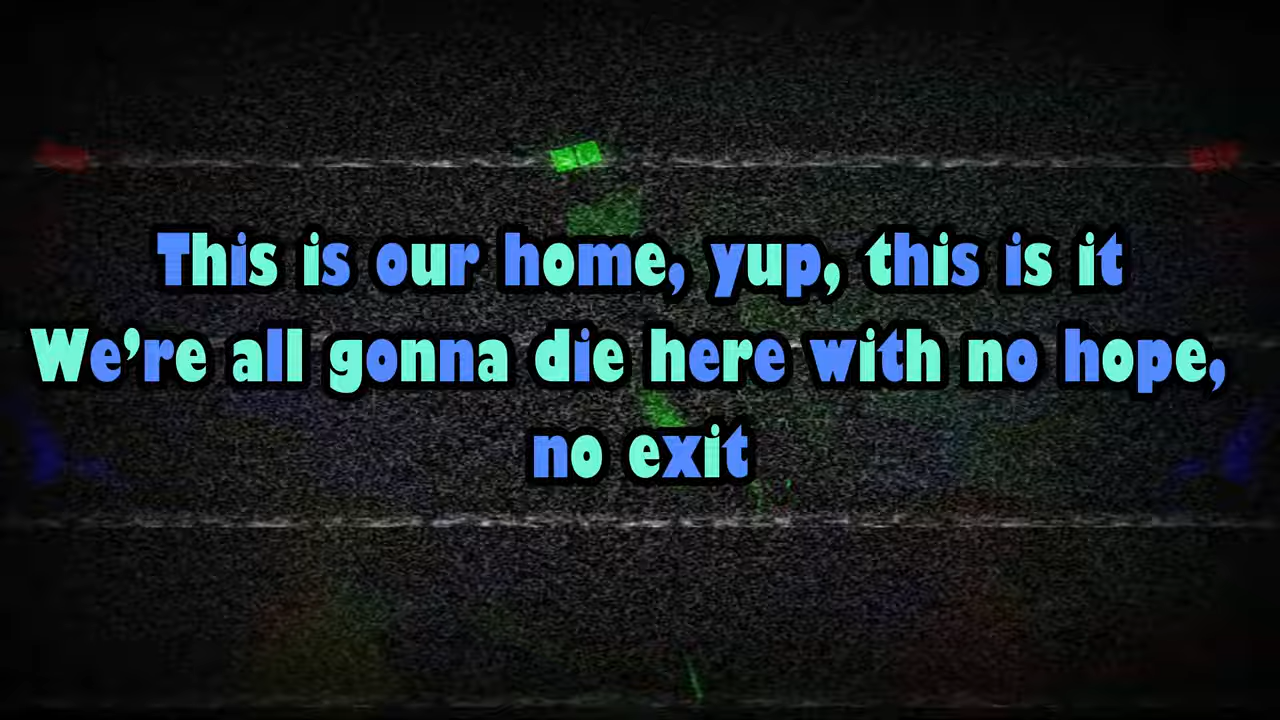 This is our home, yup, this is it
We're all gonna die here with no hope,
no exit